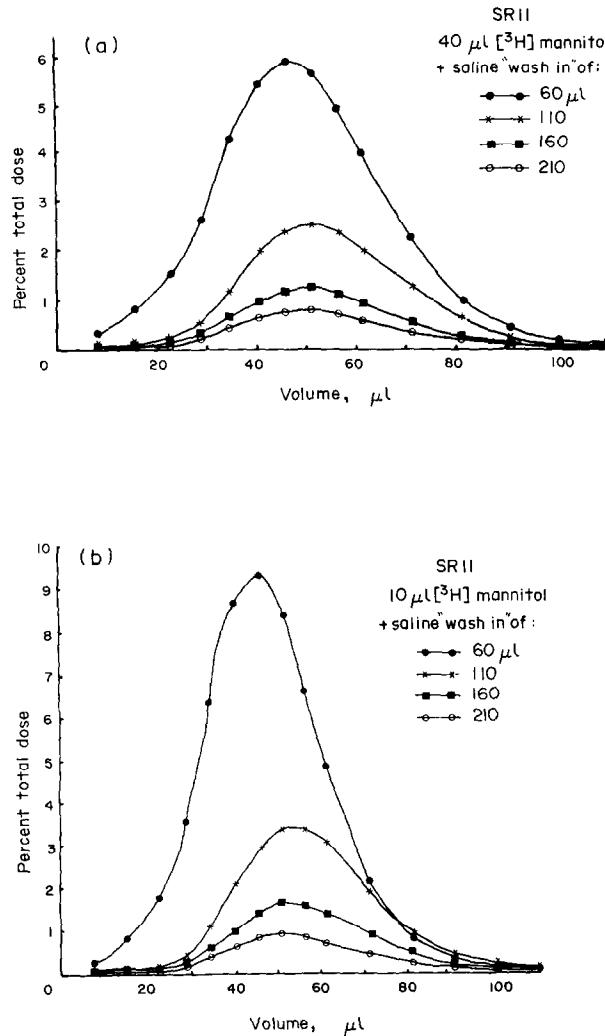 (a)
SR11
40 μl [³H] mannitol
+ saline "wash in" of:
60 μl
110
160
210
Percent total dose
6
5
4
3
2
1
0
20
40
60
80
100
Volume, μl
(b)
SR11
10 μl [³H] mannitol
+ saline "wash in" of:
60 μl
110
160
210
Percent total dose
10
9
8
7
6
5
4
3
2
1
0
20
40
60
80
100
Volume, μl